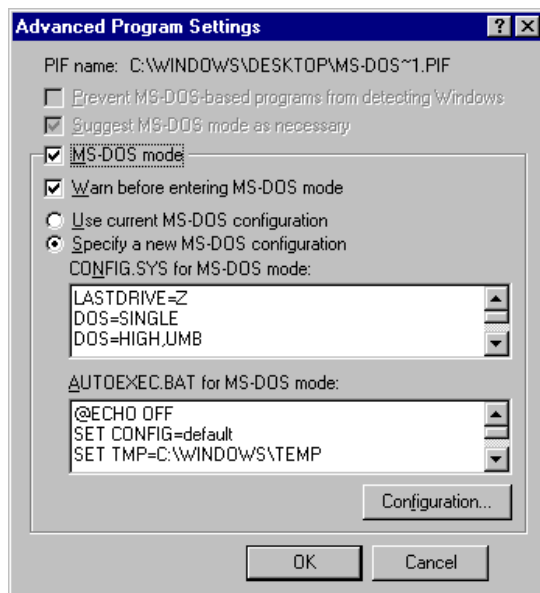 Advanced Program Settings
PIF name: C:\WINDOWS\DESKTOP\MS-DOS~1.PIF
Prevent MS-DOS-based programs from detecting Windows
Suggest MS-DOS mode as necessary
MS-DOS mode
Warn before entering MS-DOS mode
Use current MS-DOS configuration
Specify a new MS-DOS configuration
CONFIG.SYS for MS-DOS mode:
LASTDRIVE=Z
DOS=SINGLE
DOS=HIGH,UMB
AUTOEXEC.BAT for MS-DOS mode:
@ECHO OFF
SET CONFIG=default
SET TMP=C:\WINDOWS\TEMP
Configuration...
OK Cancel